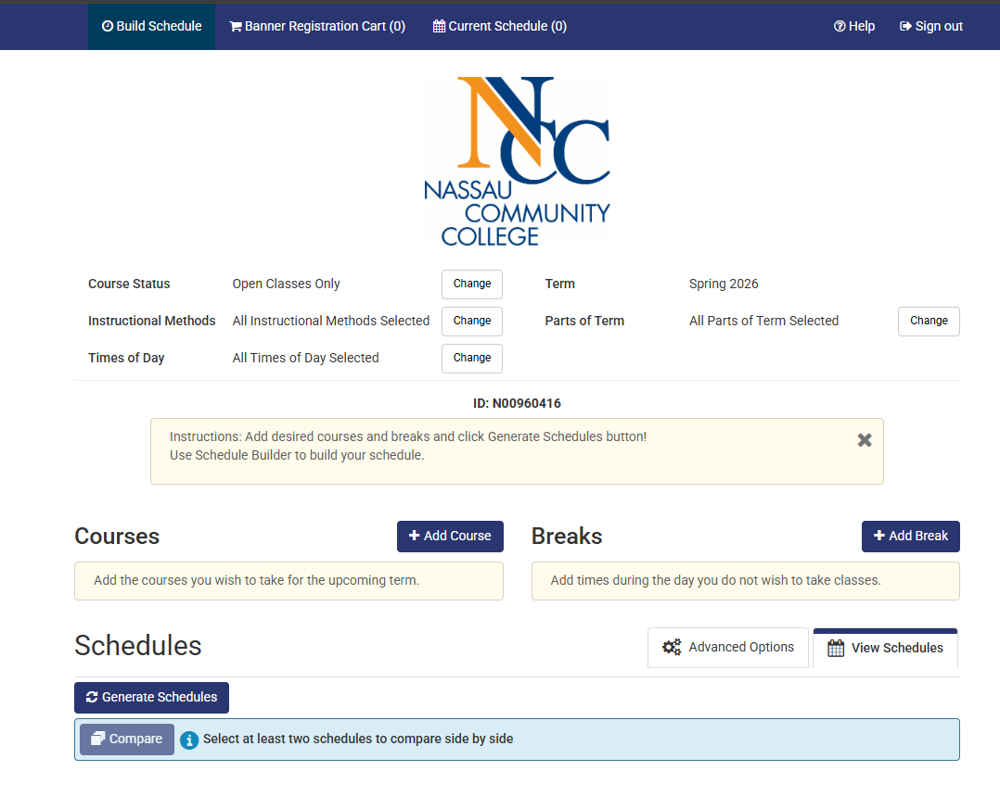 Build Schedule
Banner Registration Cart (0)
Current Schedule (0)
Help
Sign out
NCC
NASSAU
COMMUNITY
COLLEGE
Course Status Open Classes Only Change Term Spring 2026
Instructional Methods All Instructional Methods Selected Change Parts of Term All Parts of Term Selected Change
Times of Day All Times of Day Selected Change
ID: N00960416
Instructions: Add desired courses and breaks and click Generate Schedules button!
Use Schedule Builder to build your schedule.
Courses
Add Course
Breaks
Add Break
Add the courses you wish to take for the upcoming term.
Add times during the day you do not wish to take classes.
Schedules
Advanced Options
View Schedules
Generate Schedules
Compare
Select at least two schedules to compare side by side